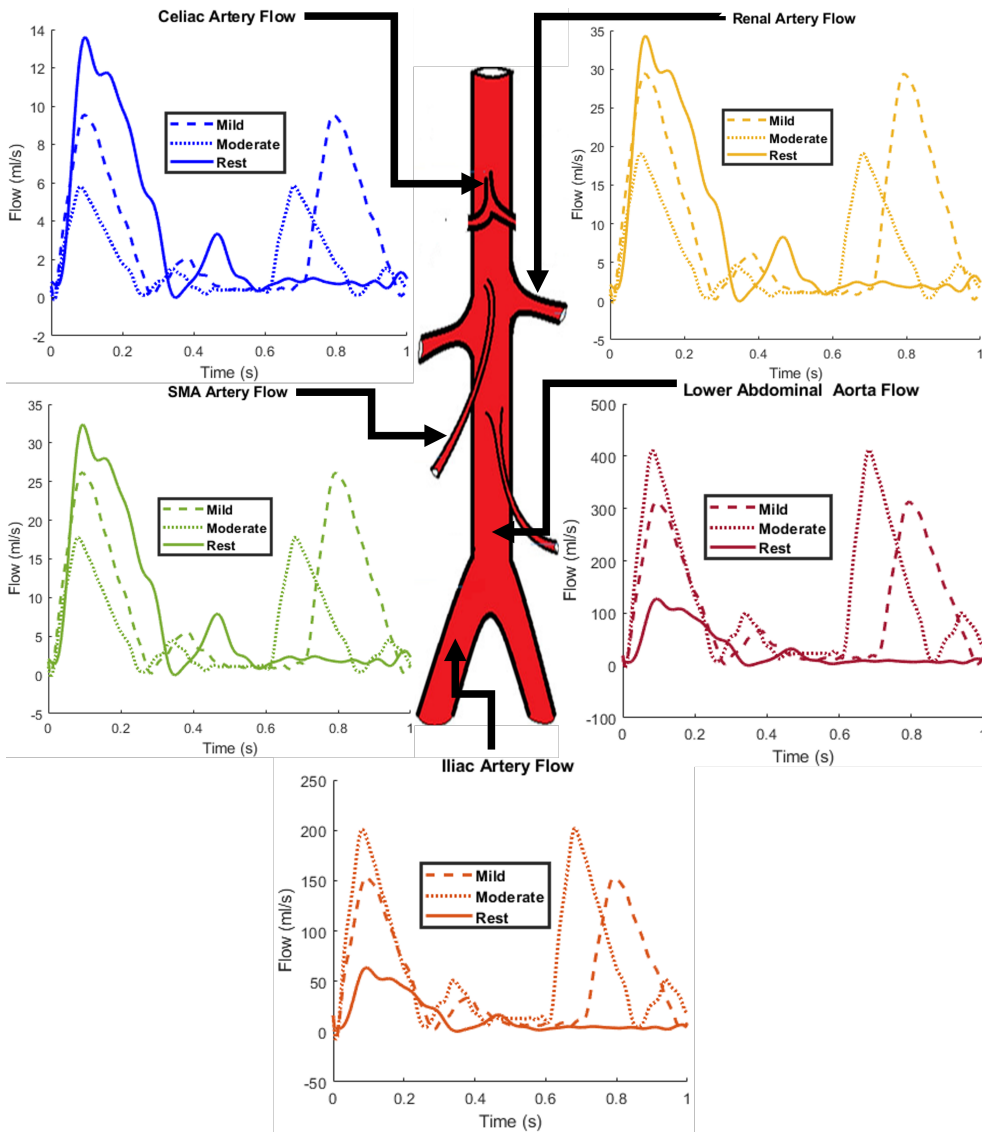 Celiac Artery Flow
14
12
10
8
6
4
2
0
-2
Flow (ml/s)
Mild
Moderate
Rest
0
0.2
0.4
0.6
0.8
1
Time (s)
Renal Artery Flow
35
30
25
20
15
10
5
0
-5
Flow (ml/s)
Mild
Moderate
Rest
0
0.2
0.4
0.6
0.8
1
Time (s)
SMA Artery Flow
35
30
25
20
15
10
5
0
-5
Flow (ml/s)
Mild
Moderate
Rest
0
0.2
0.4
0.6
0.8
1
Time (s)
Lower Abdominal Aorta Flow
500
400
300
200
100
0
-100
Flow (ml/s)
Mild
Moderate
Rest
0
0.2
0.4
0.6
0.8
1
Time (s)
Iliac Artery Flow
250
200
150
100
50
0
-50
Flow (ml/s)
Mild
Moderate
Rest
0
0.2
0.4
0.6
0.8
1
Time (s)